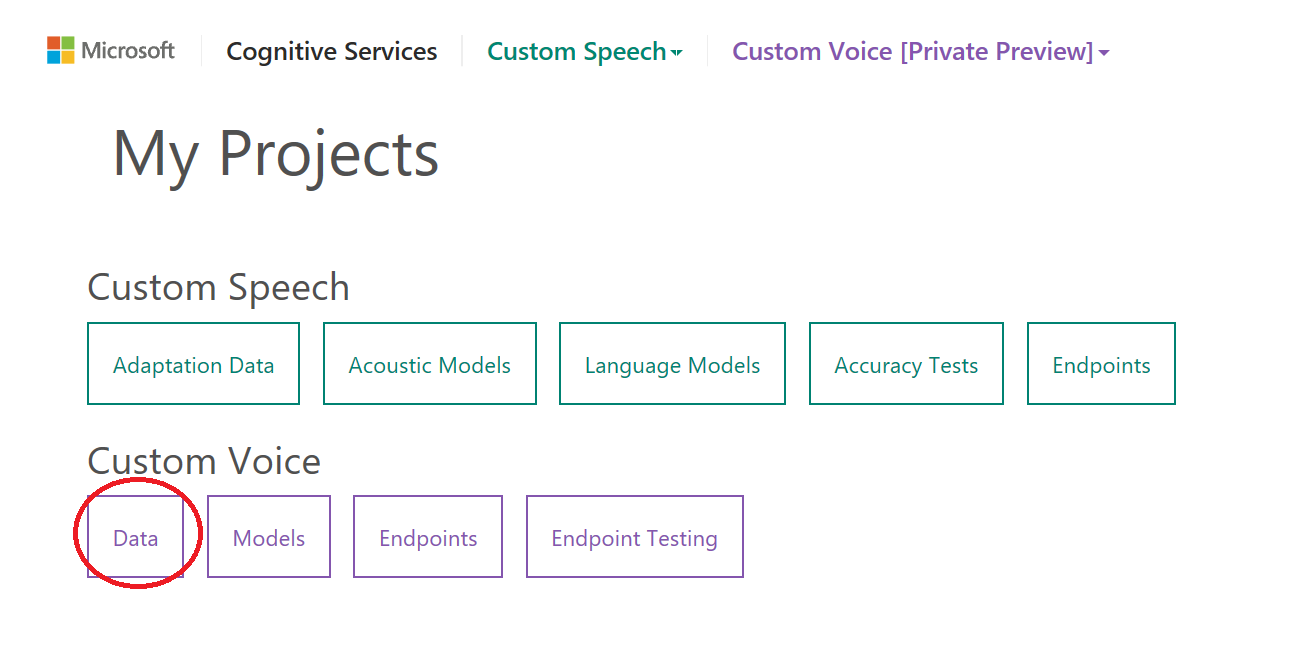 Microsoft Cognitive Services Custom Speech Custom Voice [Private Preview]
My Projects
Custom Speech
Adaptation Data Acoustic Models Language Models Accuracy Tests Endpoints
Custom Voice
Data Models Endpoints Endpoint Testing